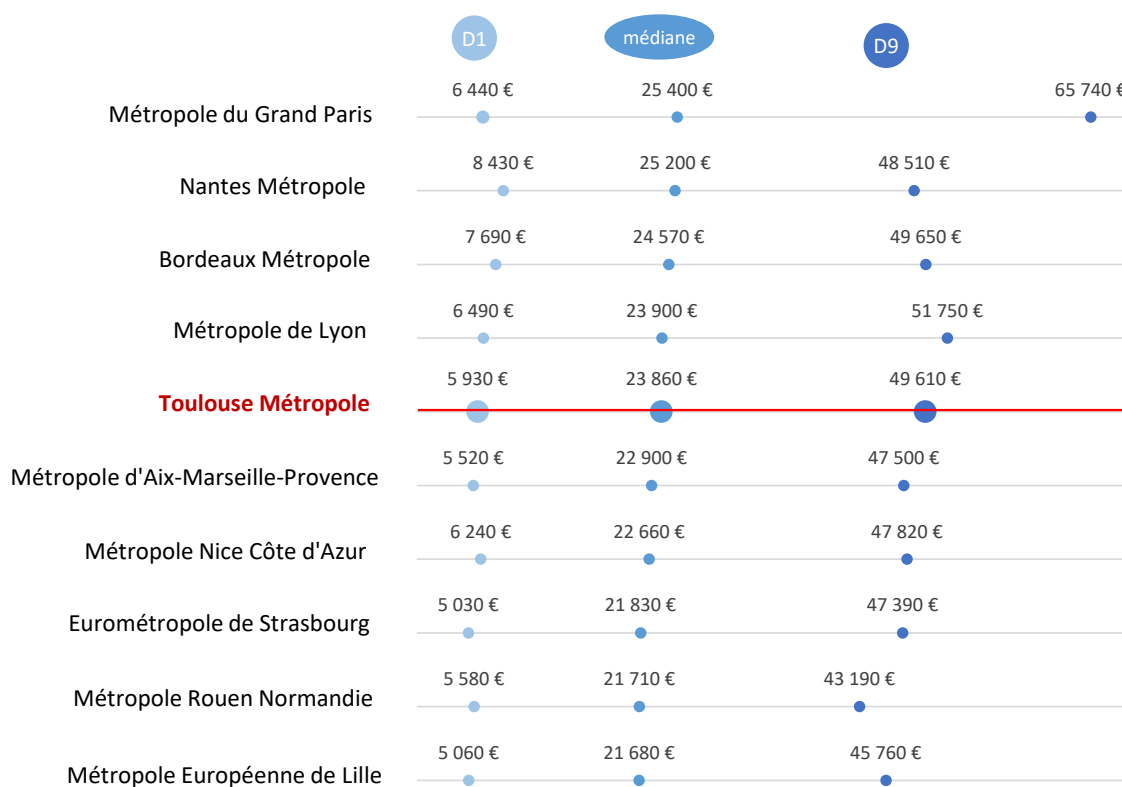 D1 médiane D9
6 440 € 25 400 € 65 740 €
Métropole du Grand Paris
8 430 € 25 200 € 48 510 €
Nantes Métropole
7 690 € 24 570 € 49 650 €
Bordeaux Métropole
6 490 € 23 900 € 51 750 €
Métropole de Lyon
5 930 € 23 860 € 49 610 €
Toulouse Métropole
5 520 € 22 900 € 47 500 €
Métropole d'Aix-Marseille-Provence
6 240 € 22 660 € 47 820 €
Métropole Nice Côte d'Azur
5 030 € 21 830 € 47 390 €
Eurométropole de Strasbourg
5 580 € 21 710 € 43 190 €
Métropole Rouen Normandie
5 060 € 21 680 € 45 760 €
Métropole Européenne de Lille